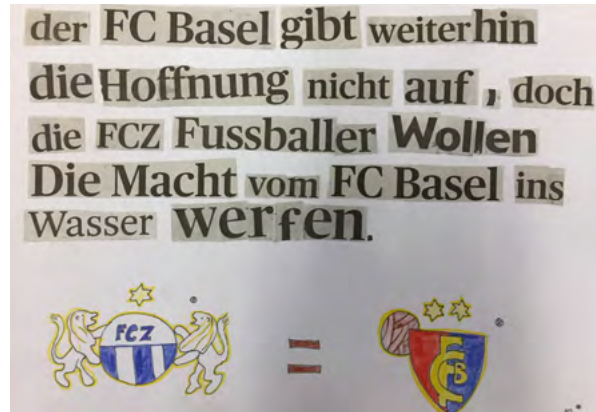 der FC Basel gibt weiterhin
die Hoffnung nicht auf, doch
die FCZ Fussballer Wollen
Die Macht vom FC Basel ins
Wasser werfen.
FCZ
®
®
FCB